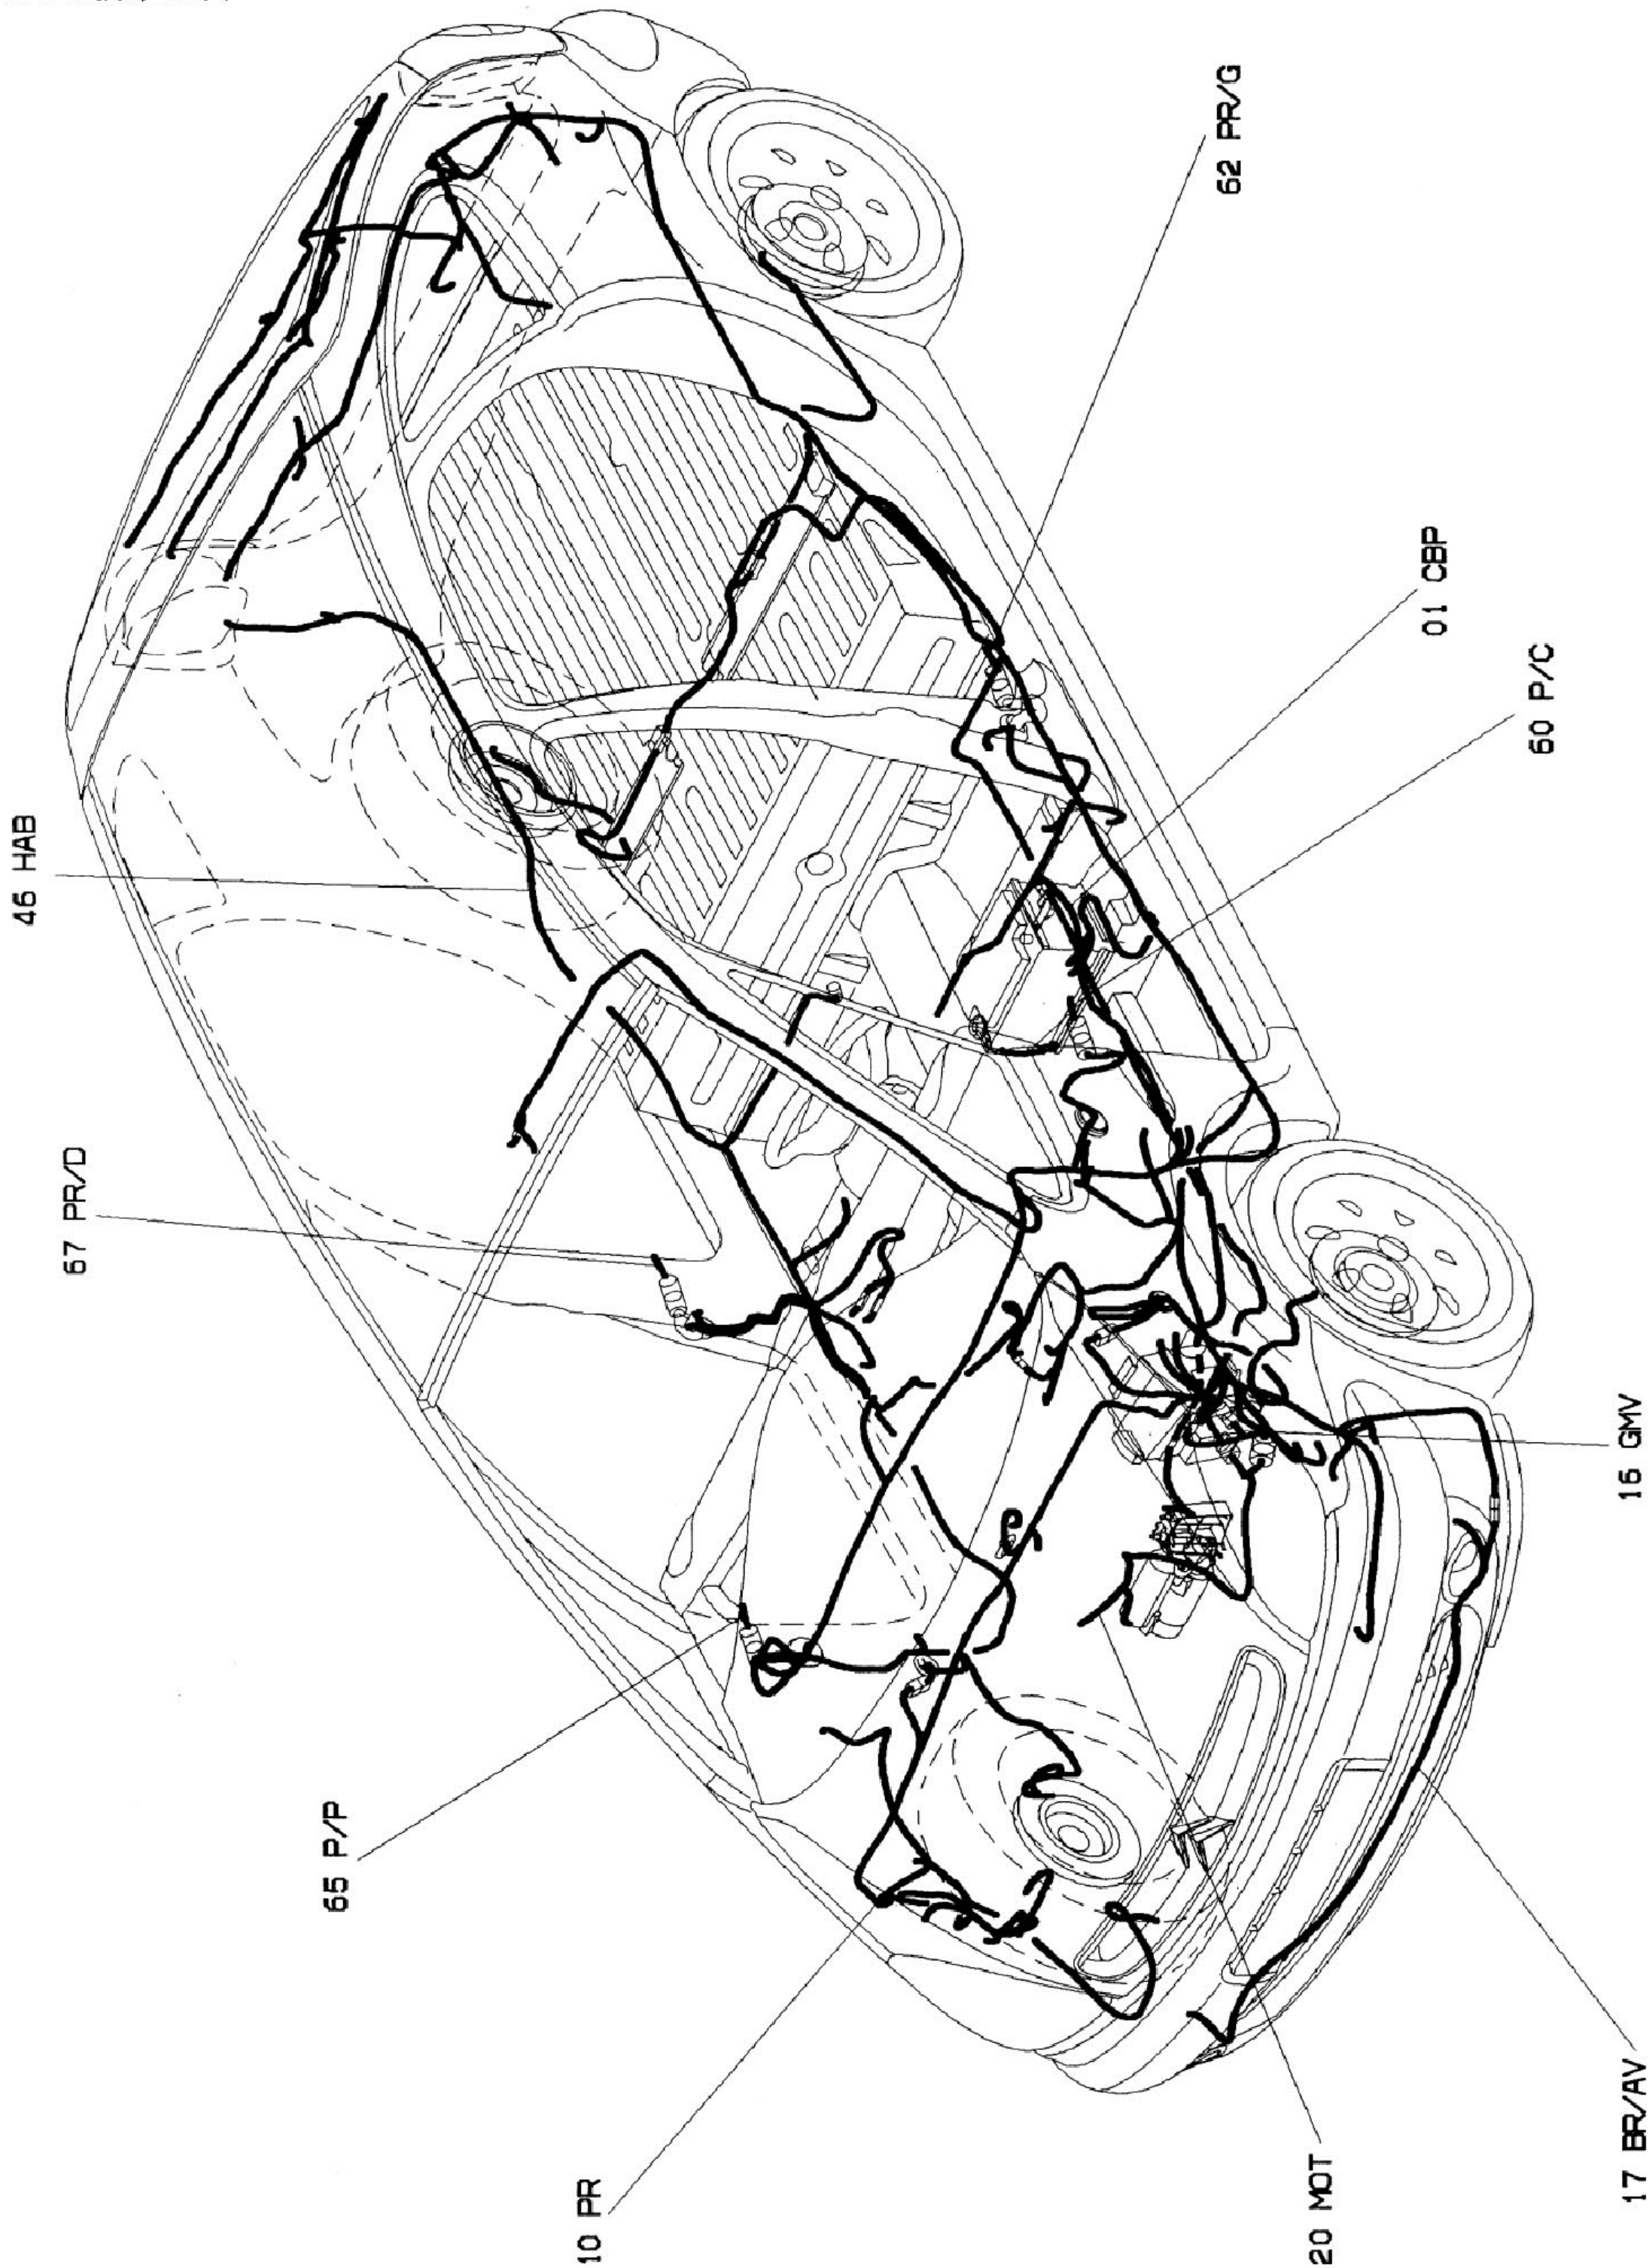 46 HAB
67 PR/D
65 P/P
10 PR
62 PR/G
01 CBP
60 P/C
16 GMV
20 MOT
17 BR/AV